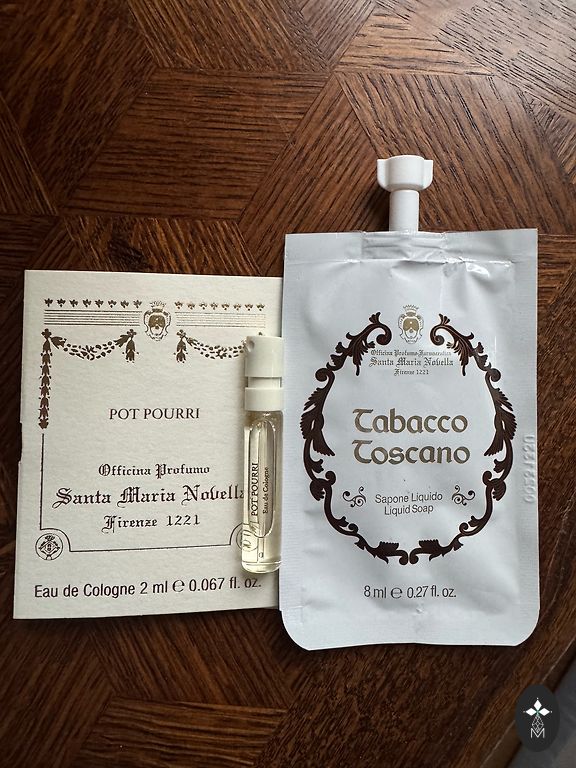 POT POURRI
Officina Profumo
Santa Maria Novella
Firenze 1221
Eau de Cologne 2 ml ℮ 0.067 fl. oz.
POT POURRI
Eau de Cologne
Officina Profumo-Farmaceutica
Santa Maria Novella
Firenze 1221
Tabacco
Toscano
Sapone Liquido
Liquid Soap
8 ml ℮ 0.27 fl. oz.